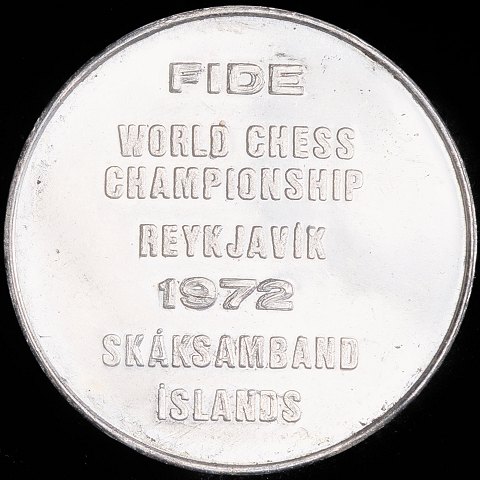 FIDE
WORLD CHESS
CHAMPIONSHIP
REYKJAVÍK
1972
SKÁKSAMBAND
ÍSLANDS